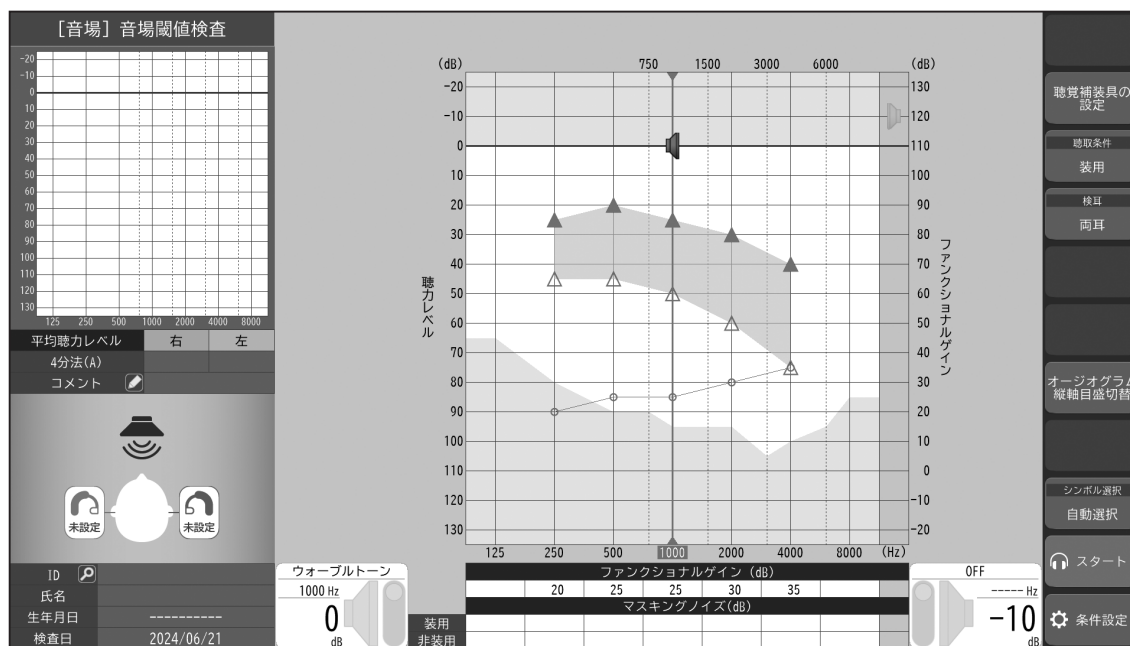 [音場] 音場閾値検査
-20
-10
0
10
20
30
40
50
60
70
80
90
100
110
120
130
125 250 500 1000 2000 4000 8000
平均聴力レベル 右 左
4分法(A)
コメント
未設定 未設定
ID
氏名
生年月日 ----------
検査日 2024/06/21
(dB) 750 1500 3000 6000 (dB)
-20 130
-10 120
0 110
10 100
20 90
30 80
40 70
50 60
60 50
70 40
80 30
90 20
100 10
110 0
120 -10
130 -20
聴力レベル
ファンクショナルゲイン
125 250 500 1000 2000 4000 8000 (Hz)
ウォーブルトーン
1000 Hz
0
dB
ファンクショナルゲイン (dB)
20 25 25 30 35
マスキングノイズ(dB)
装用
非装用
OFF
----- Hz
-10
dB
聴覚補装具の
設定
聴取条件
装用
検耳
両耳
オージオグラム
縦軸目盛切替
シンボル選択
自動選択
スタート
条件設定